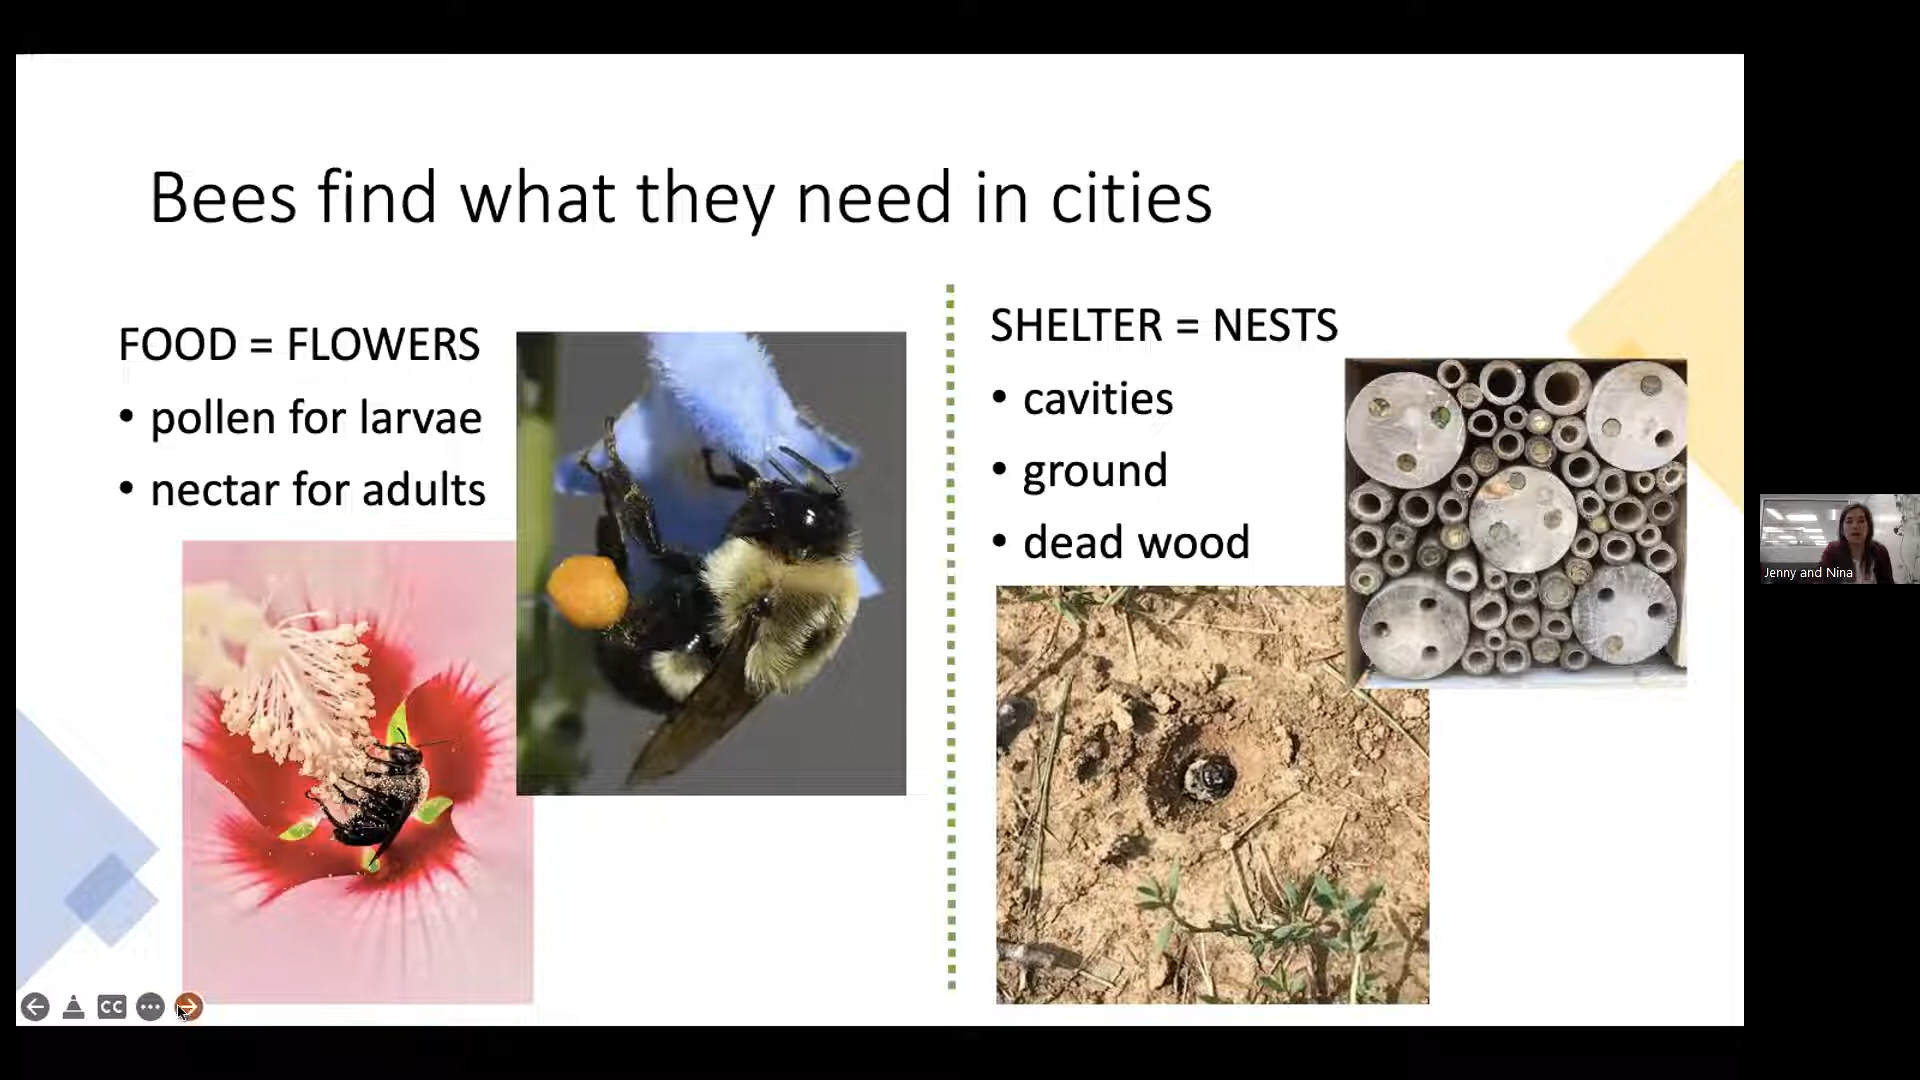 Bees find what they need in cities
FOOD = FLOWERS
• pollen for larvae
• nectar for adults
SHELTER = NESTS
• cavities
• ground
• dead wood
Jenny and Nina
CC